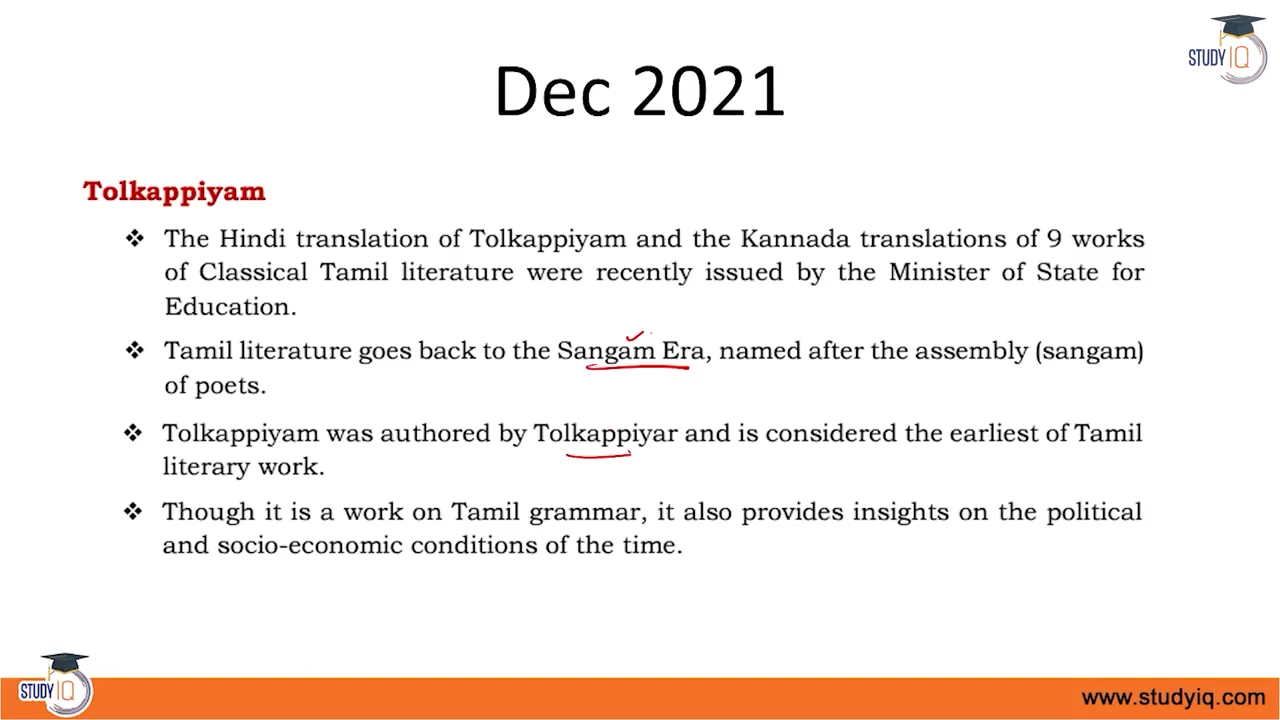 STUDY IQ
Dec 2021
Tolkappiyam
❖ The Hindi translation of Tolkappiyam and the Kannada translations of 9 works
of Classical Tamil literature were recently issued by the Minister of State for
Education.
❖ Tamil literature goes back to the Sangam Era, named after the assembly (sangam)
of poets.
❖ Tolkappiyam was authored by Tolkappiyar and is considered the earliest of Tamil
literary work.
❖ Though it is a work on Tamil grammar, it also provides insights on the political
and socio-economic conditions of the time.
STUDY IQ
www.studyiq.com